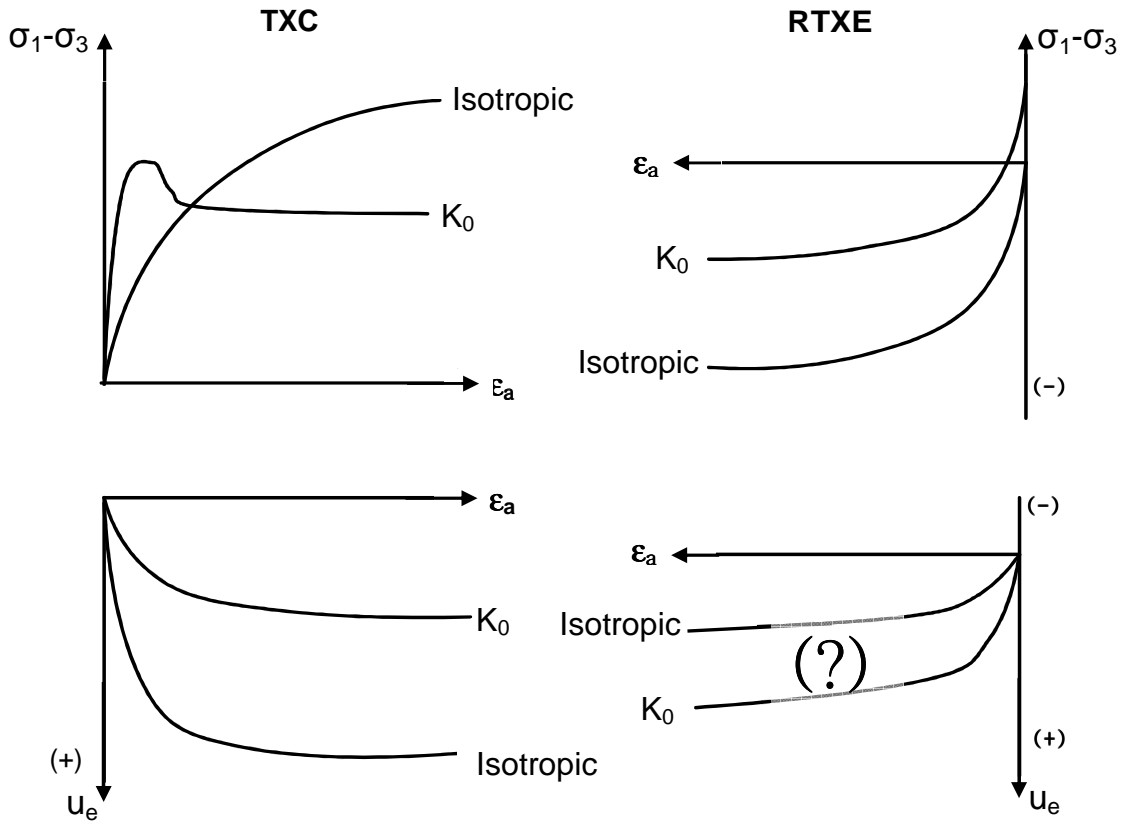 TXC
σ₁-σ₃
Isotropic
K₀
εₐ
RTXE
σ₁-σ₃
εₐ
K₀
Isotropic
(-)
εₐ
K₀
Isotropic
(+)
uₑ
(-)
εₐ
Isotropic
(?)
K₀
(+)
uₑ